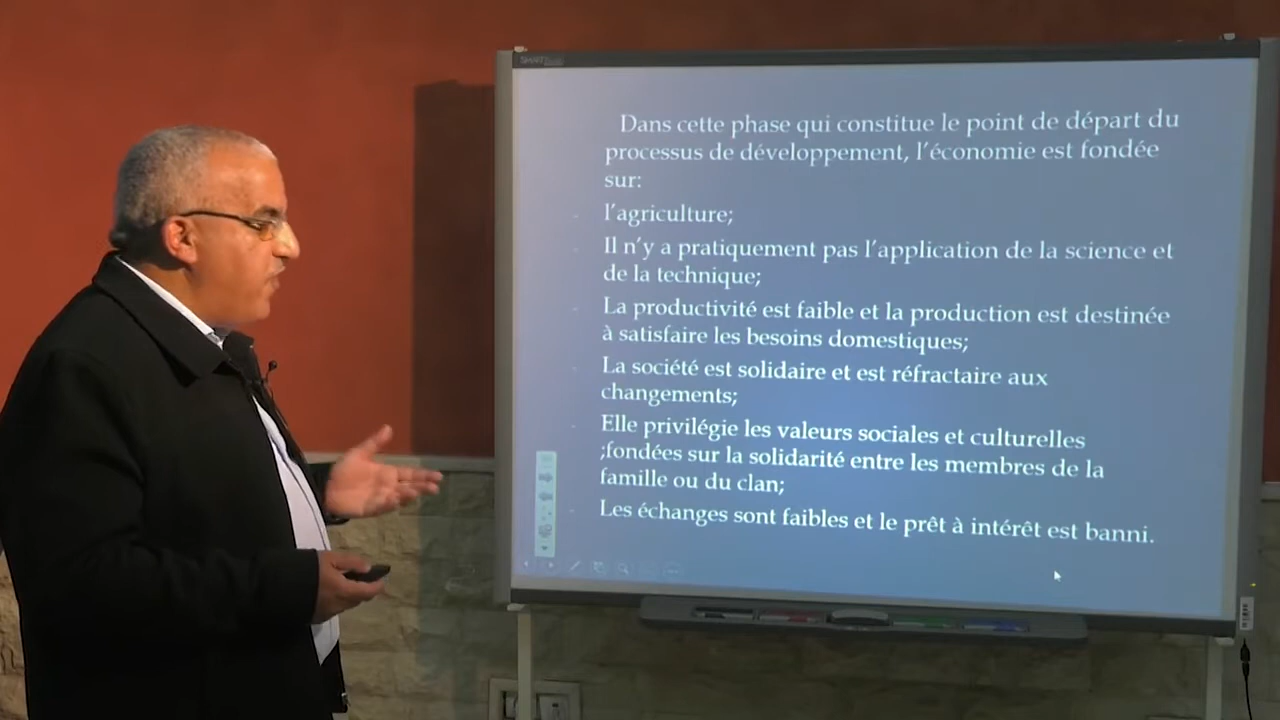 SMART
Dans cette phase qui constitue le point de départ du
processus de développement, l'économie est fondée
sur:
- l'agriculture;
- Il n'y a pratiquement pas l'application de la science et
de la technique;
- La productivité est faible et la production est destinée
à satisfaire les besoins domestiques;
- La société est solidaire et est réfractaire aux
changements;
- Elle privilégie les valeurs sociales et culturelles
;fondées sur la solidarité entre les membres de la
famille ou du clan;
- Les échanges sont faibles et le prêt à intérêt est banni.